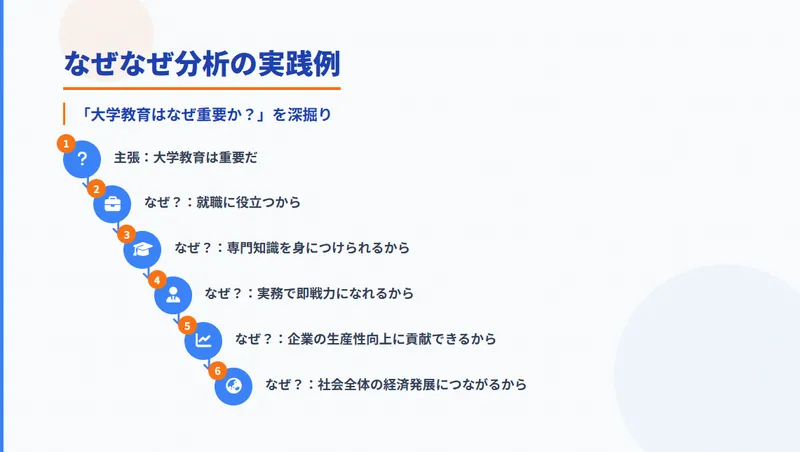 なぜなぜ分析の実践例
「大学教育はなぜ重要か？」を深掘り
1
主張：大学教育は重要だ
2
なぜ？：就職に役立つから
3
なぜ？：専門知識を身につけられるから
4
なぜ？：実務で即戦力になれるから
5
なぜ？：企業の生産性向上に貢献できるから
6
なぜ？：社会全体の経済発展につながるから